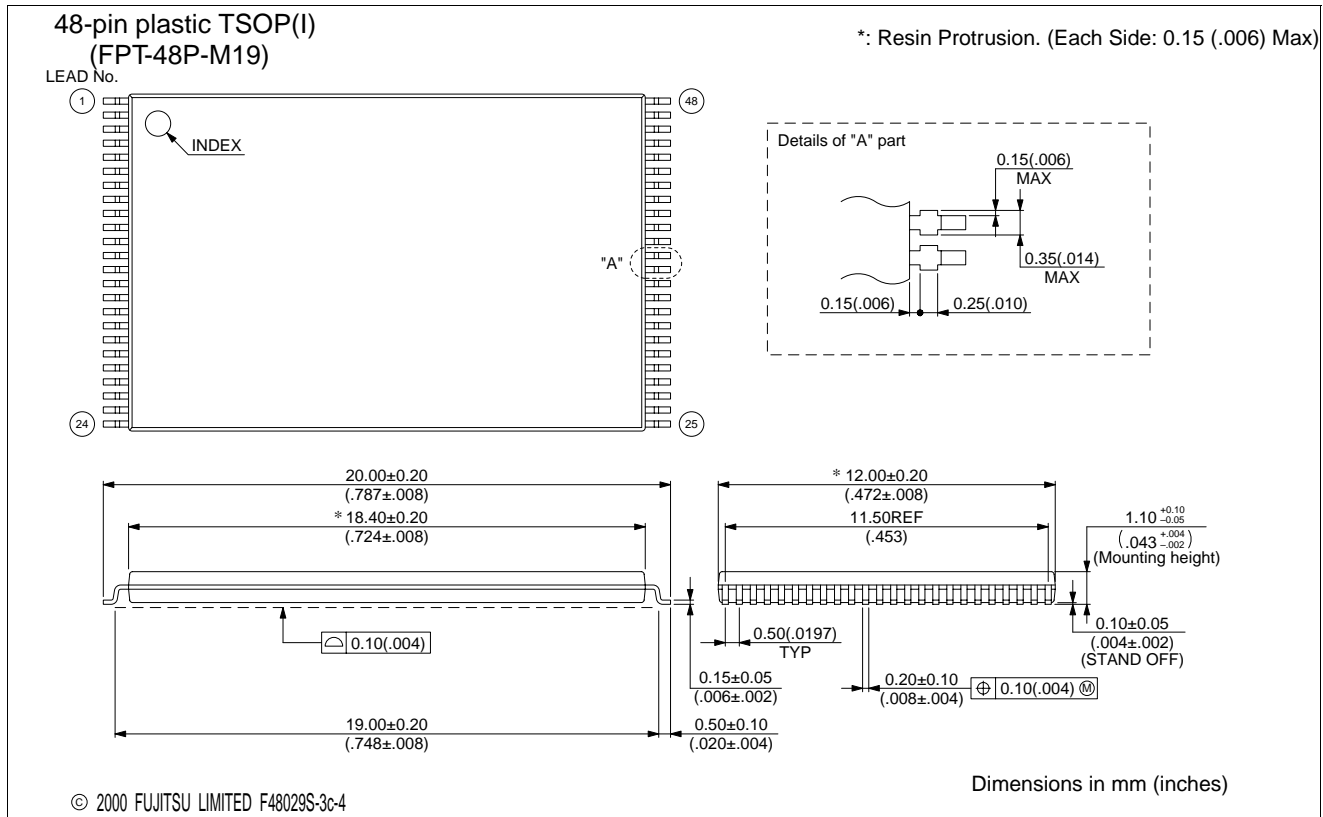 48-pin plastic TSOP(I)
(FPT-48P-M19)
*: Resin Protrusion. (Each Side: 0.15 (.006) Max)
LEAD No.
1
48
INDEX
"A"
24
25
Details of "A" part
0.15(.006)
MAX
0.35(.014)
MAX
0.15(.006)
0.25(.010)
20.00±0.20
(.787±.008)
* 18.40±0.20
(.724±.008)
0.10(.004)
0.15±0.05
(.006±.002)
19.00±0.20
(.748±.008)
0.50±0.10
(.020±.004)
* 12.00±0.20
(.472±.008)
11.50REF
(.453)
1.10 +0.10 −0.05
(.043 +.004 −.002)
(Mounting height)
0.50(.0197)
TYP
0.10±0.05
(.004±.002)
(STAND OFF)
0.20±0.10
(.008±.004)
⌖ 0.10(.004) Ⓜ
Dimensions in mm (inches)
© 2000 FUJITSU LIMITED F48029S-3c-4